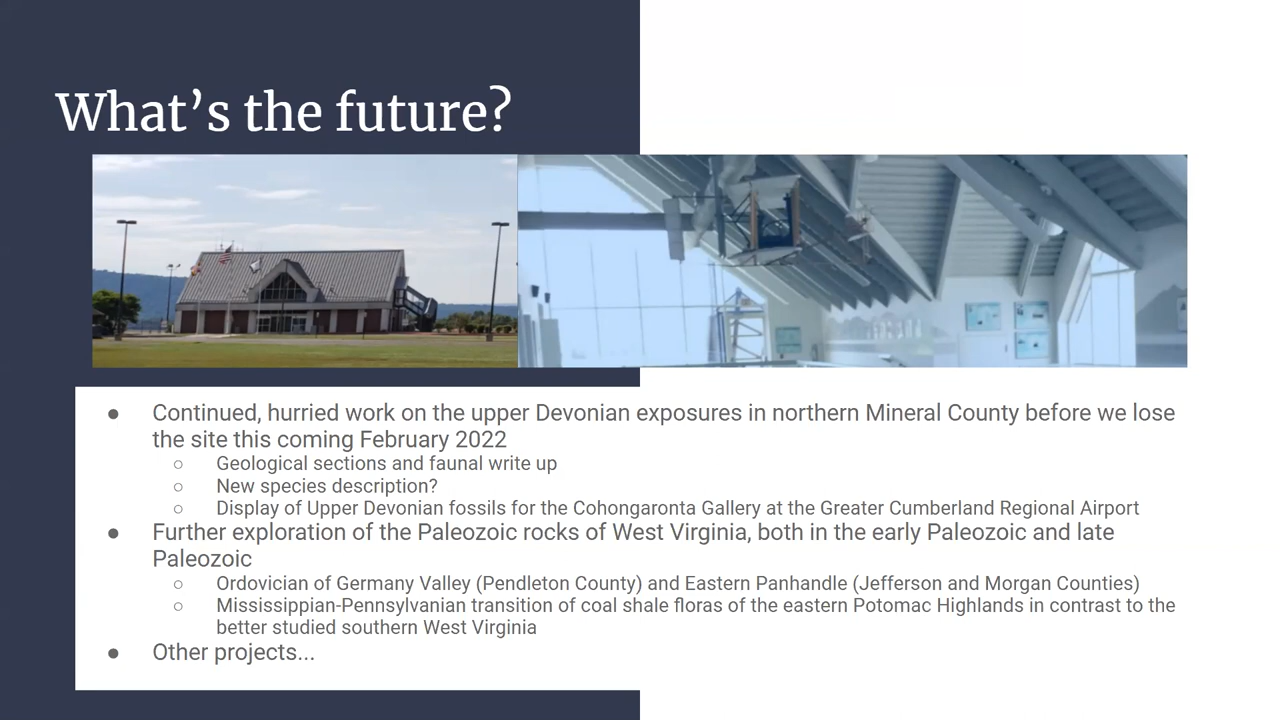 What's the future?
● Continued, hurried work on the upper Devonian exposures in northern Mineral County before we lose
the site this coming February 2022
○ Geological sections and faunal write up
○ New species description?
○ Display of Upper Devonian fossils for the Cohongaronta Gallery at the Greater Cumberland Regional Airport
● Further exploration of the Paleozoic rocks of West Virginia, both in the early Paleozoic and late
Paleozoic
○ Ordovician of Germany Valley (Pendleton County) and Eastern Panhandle (Jefferson and Morgan Counties)
○ Mississippian-Pennsylvanian transition of coal shale floras of the eastern Potomac Highlands in contrast to the
better studied southern West Virginia
● Other projects...